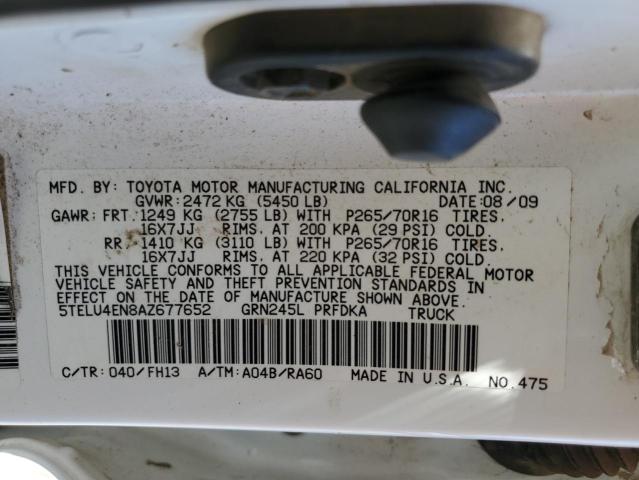 MFD. BY: TOYOTA MOTOR MANUFACTURING CALIFORNIA INC.
GVWR: 2472 KG (5450 LB) DATE: 08/09
GAWR: FRT. 1249 KG (2755 LB) WITH P265/70R16 TIRES.
16X7JJ RIMS. AT 200 KPA (29 PSI) COLD.
RR. 1410 KG (3110 LB) WITH P265/70R16 TIRES.
16X7JJ RIMS. AT 220 KPA (32 PSI) COLD.
THIS VEHICLE CONFORMS TO ALL APPLICABLE FEDERAL MOTOR
VEHICLE SAFETY AND THEFT PREVENTION STANDARDS IN
EFFECT ON THE DATE OF MANUFACTURE SHOWN ABOVE.
5TELU4EN8AZ677652 GRN245L PRFDKA TRUCK
C/TR: 040/FH13 A/TM: A04B/RA60 MADE IN U.S.A. NO. 475